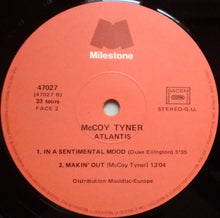 Milestone
47027
(47027 B)
33 tours
FACE 2
SACEM
STEREO-G.U.
McCOY TYNER
ATLANTIS
1. IN A SENTIMENTAL MOOD (Duke Ellington) 5'35
2. MAKIN' OUT (McCoy Tyner) 13'04
Distribution Musidisc-Europe